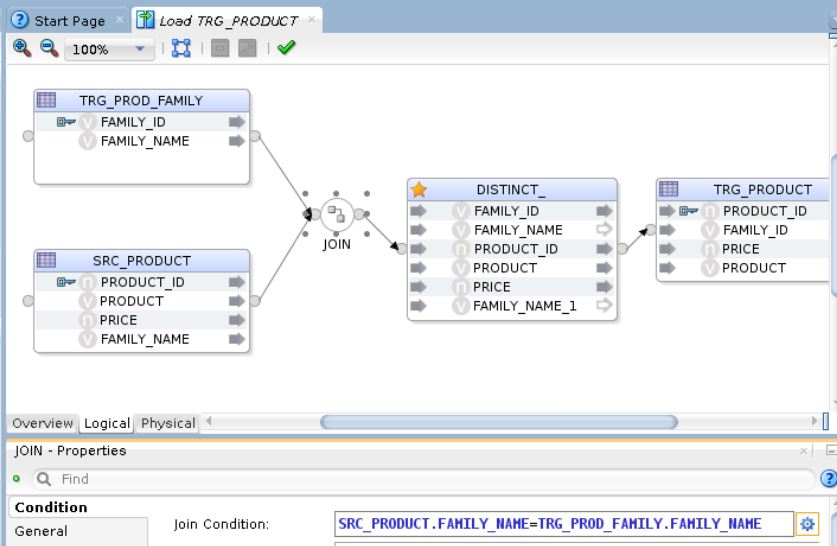 Start Page
Load TRG_PRODUCT
100%
TRG_PROD_FAMILY
FAMILY_ID
FAMILY_NAME
SRC_PRODUCT
PRODUCT_ID
PRODUCT
PRICE
FAMILY_NAME
JOIN
DISTINCT_
FAMILY_ID
FAMILY_NAME
PRODUCT_ID
PRODUCT
PRICE
FAMILY_NAME_1
TRG_PRODUCT
PRODUCT_ID
FAMILY_ID
PRICE
PRODUCT
Overview Logical Physical
JOIN - Properties
Find
Condition
General
Join Condition: SRC_PRODUCT.FAMILY_NAME=TRG_PROD_FAMILY.FAMILY_NAME